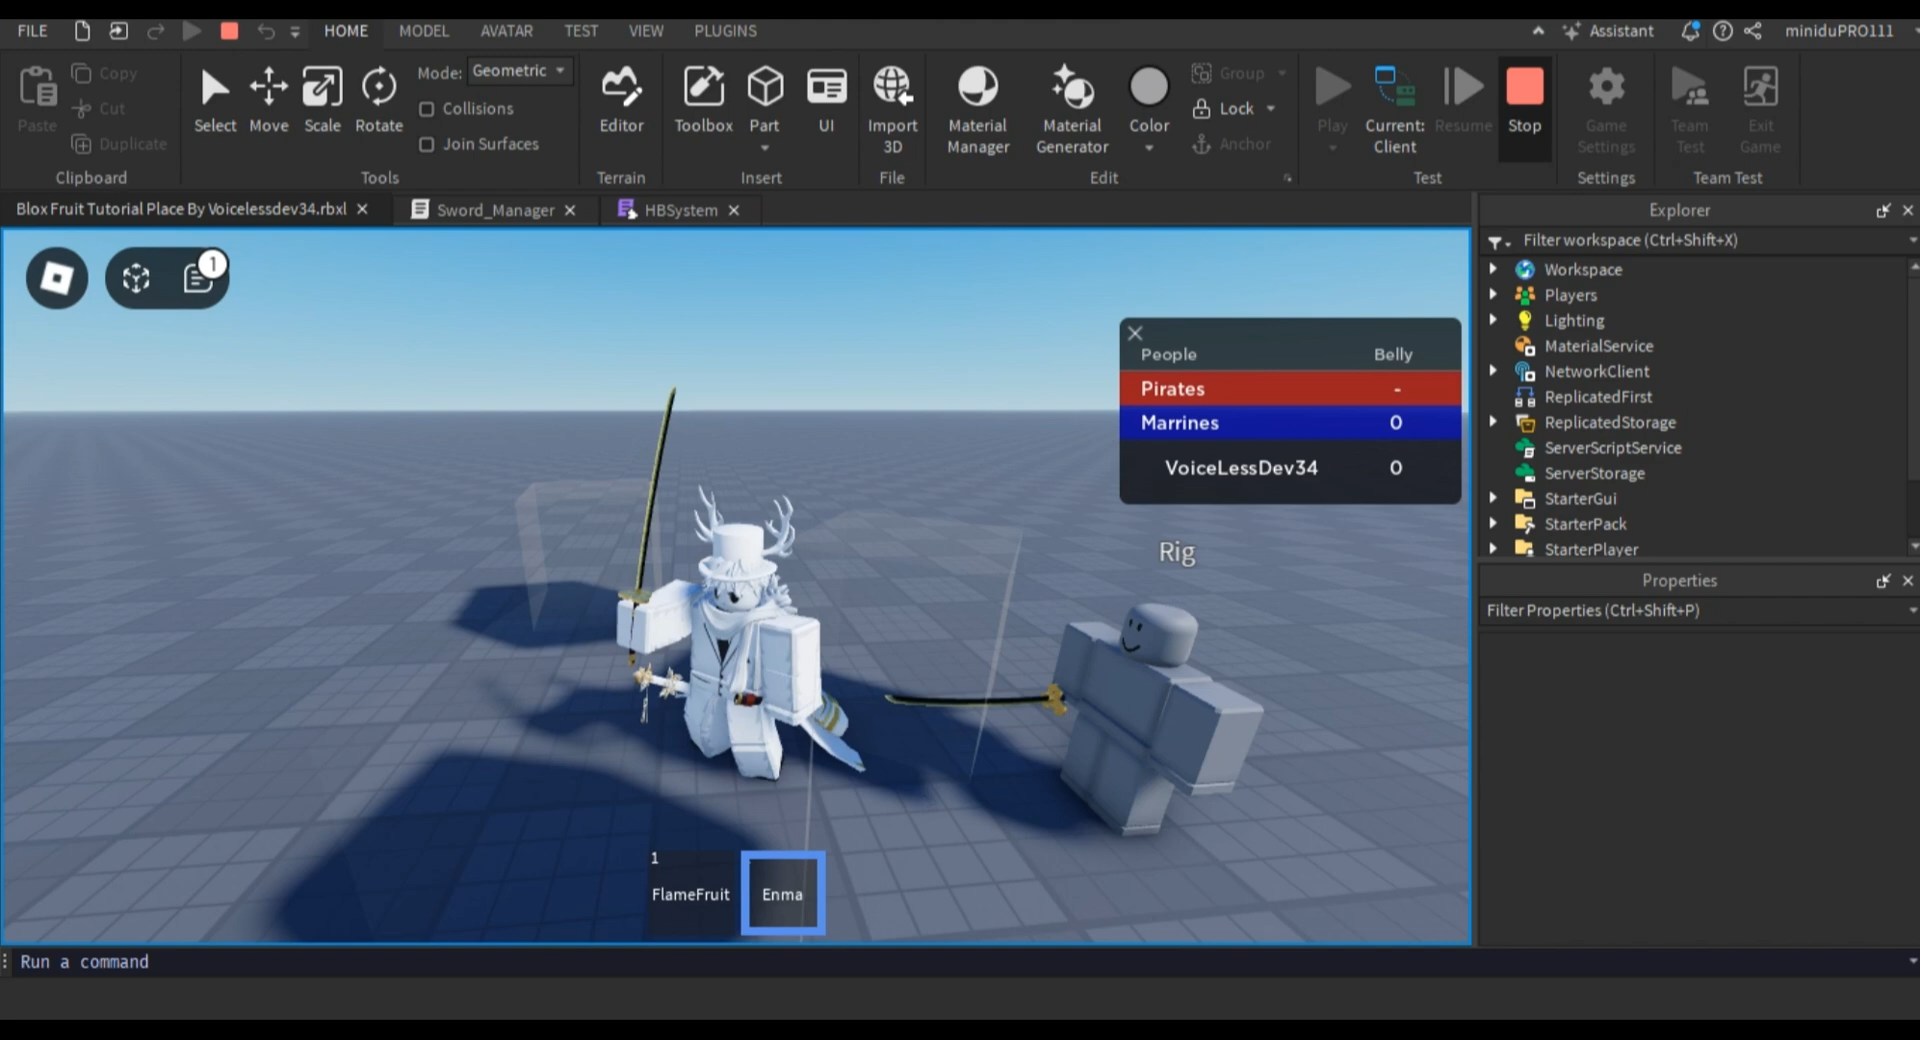 FILE HOME MODEL AVATAR TEST VIEW PLUGINS Assistant miniduPRO111
Paste Copy Cut Duplicate
Clipboard
Select Move Scale Rotate
Mode: Geometric
Collisions
Join Surfaces
Tools
Editor
Terrain
Toolbox Part UI
Insert
Import 3D
File
Material Manager
Material Generator
Color
Group
Lock
Anchor
Edit
Play
Current: Client
Resume
Stop
Test
Game Settings
Settings
Team Test
Exit Game
Team Test
Blox Fruit Tutorial Place By Voicelessdev34.rbxl
Sword_Manager
HBSystem
1
People Belly
Pirates -
Marrines 0
VoiceLessDev34 0
Rig
1
FlameFruit
Enma
Run a command
Explorer
Filter workspace (Ctrl+Shift+X)
Workspace
Players
Lighting
MaterialService
NetworkClient
ReplicatedFirst
ReplicatedStorage
ServerScriptService
ServerStorage
StarterGui
StarterPack
StarterPlayer
Properties
Filter Properties (Ctrl+Shift+P)